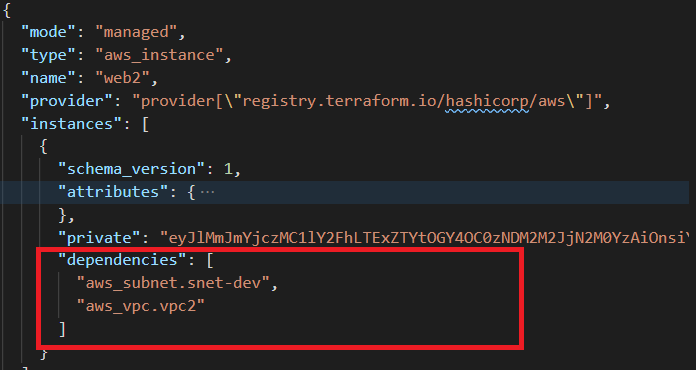 {
"mode": "managed",
"type": "aws_instance",
"name": "web2",
"provider": "provider[\"registry.terraform.io/hashicorp/aws\"]",
"instances": [
{
"schema_version": 1,
"attributes": { ···
},
"private":
"dependencies": [
"aws_subnet.snet-dev",
"aws_vpc.vpc2"
]
}